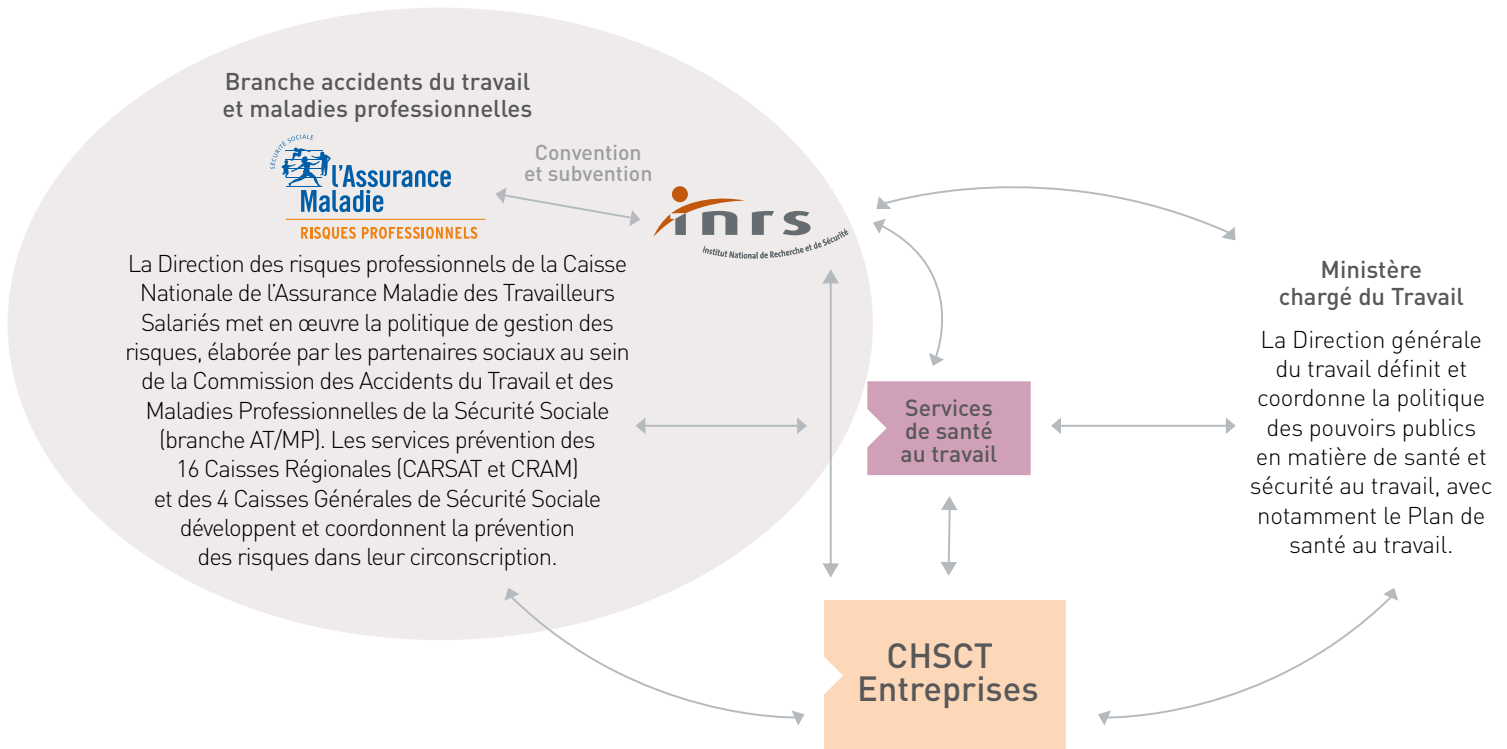 Branche accidents du travail
et maladies professionnelles
SÉCURITÉ SOCIALE
l'Assurance
Maladie
RISQUES PROFESSIONNELS
Convention
et subvention
inrs
Institut National de Recherche et de Sécurité
La Direction des risques professionnels de la Caisse
Nationale de l'Assurance Maladie des Travailleurs
Salariés met en œuvre la politique de gestion des
risques, élaborée par les partenaires sociaux au sein
de la Commission des Accidents du Travail et des
Maladies Professionnelles de la Sécurité Sociale
(branche AT/MP). Les services prévention des
16 Caisses Régionales (CARSAT et CRAM)
et des 4 Caisses Générales de Sécurité Sociale
développent et coordonnent la prévention
des risques dans leur circonscription.
Services
de santé
au travail
Ministère
chargé du Travail
La Direction générale
du travail définit et
coordonne la politique
des pouvoirs publics
en matière de santé et
sécurité au travail, avec
notamment le Plan de
santé au travail.
CHSCT
Entreprises